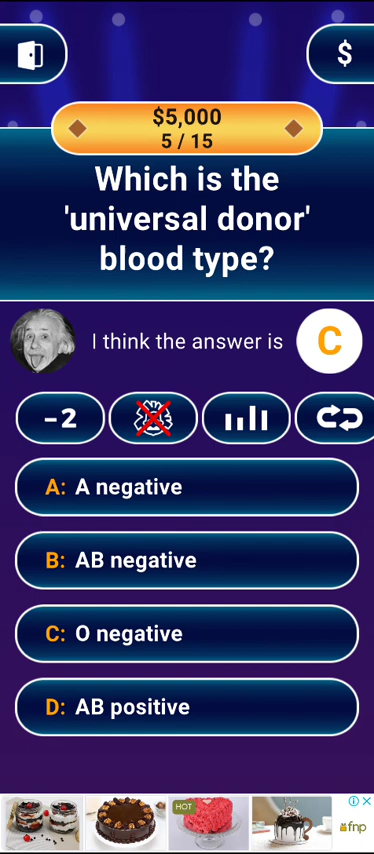 $
$5,000
5 / 15
Which is the
'universal donor'
blood type?
I think the answer is C
-2
A: A negative
B: AB negative
C: O negative
D: AB positive
HOT
fnp